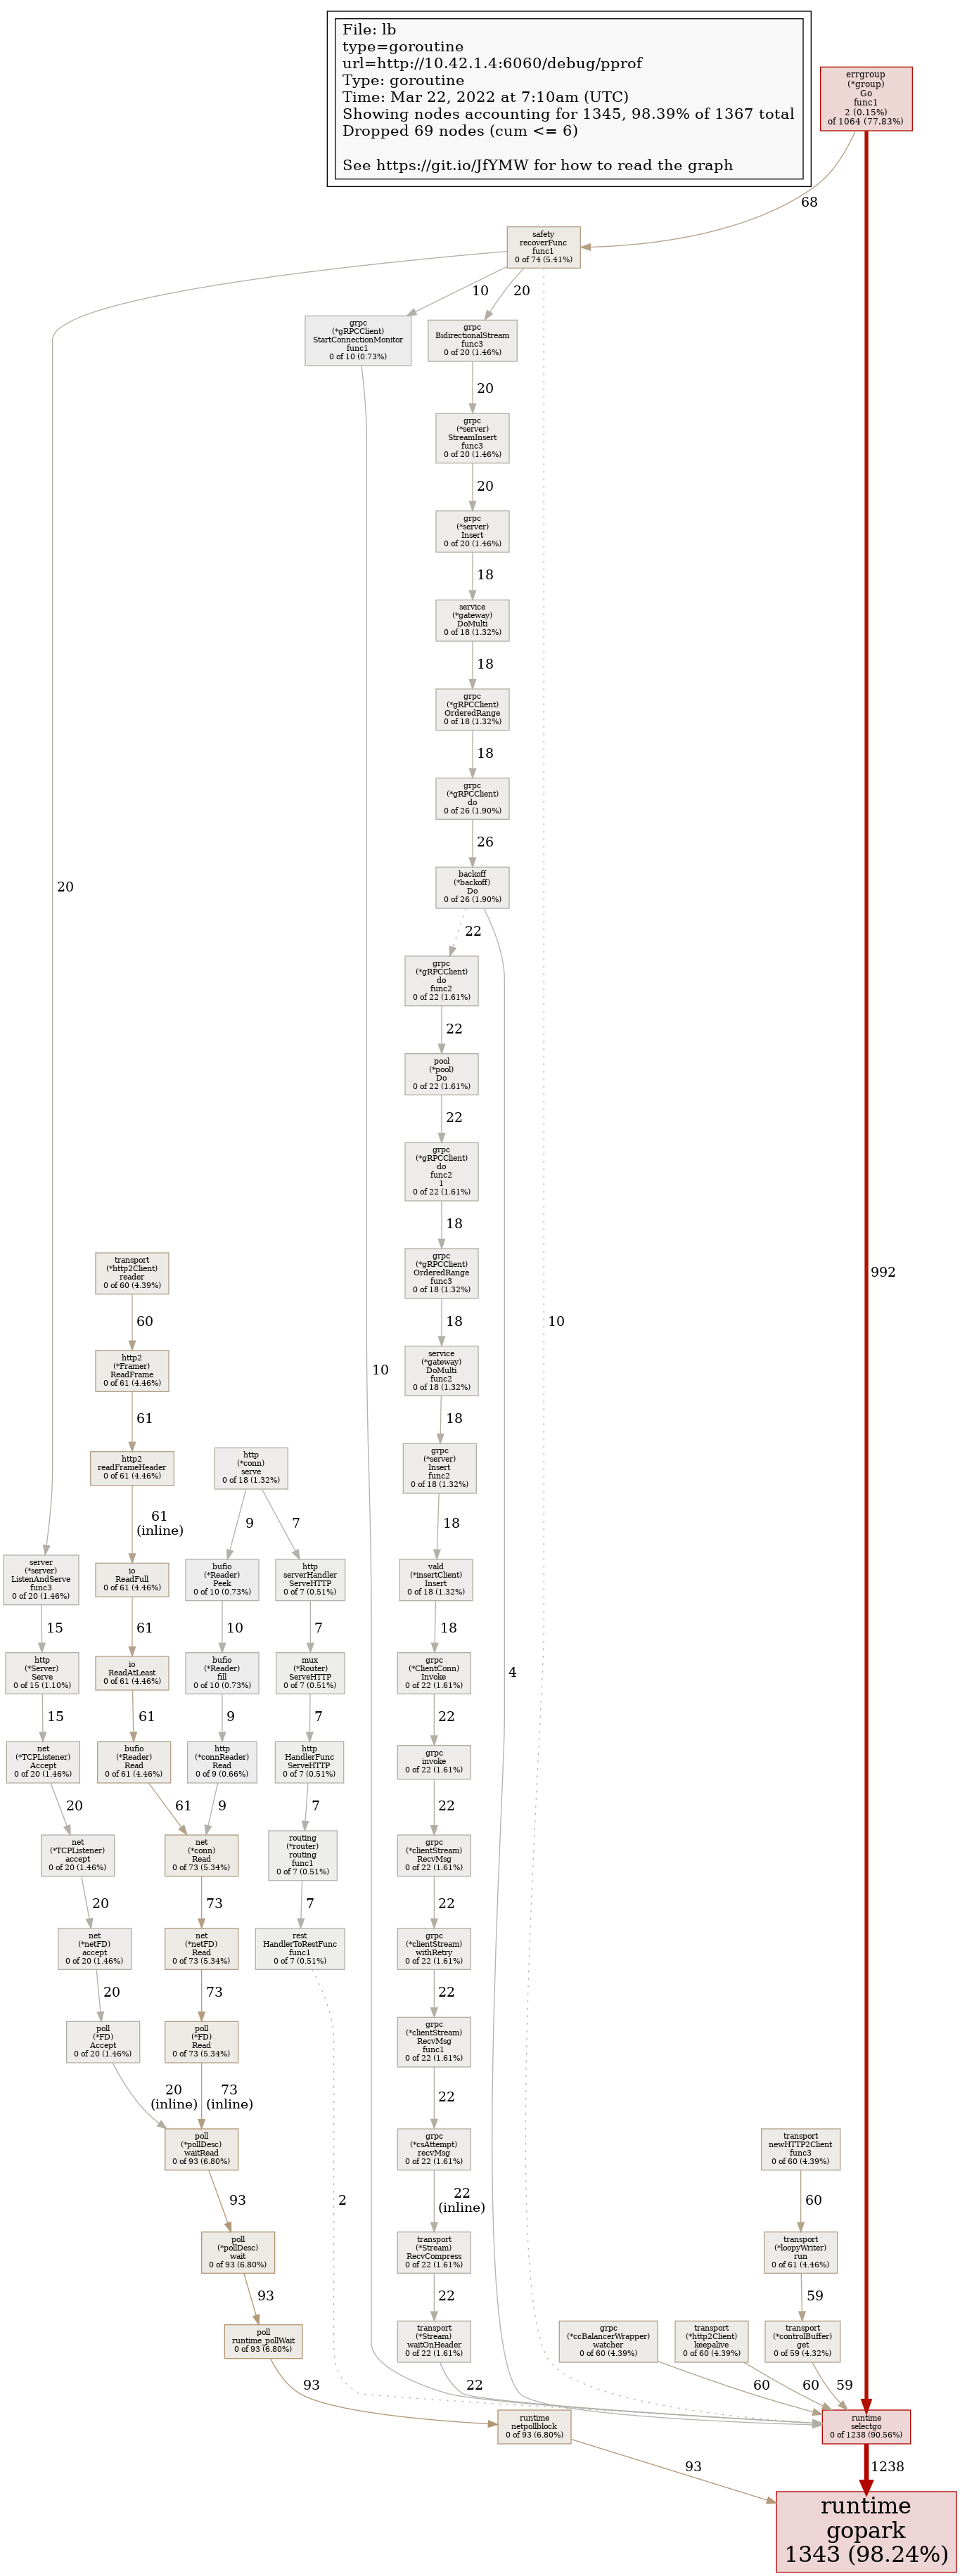 File: lb
type=goroutine
url=http://10.42.1.4:6060/debug/pprof
Type: goroutine
Time: Mar 22, 2022 at 7:10am (UTC)
Showing nodes accounting for 1345, 98.39% of 1367 total
Dropped 69 nodes (cum <= 6)
See https://git.io/JfYMW for how to read the graph
errgroup
(*group)
Go
func1
2 (0.15%)
of 1064 (77.83%)
68
safety
recoverFunc
func1
0 of 74 (5.41%)
10
20
grpc
(*gRPCClient)
StartConnectionMonitor
func1
0 of 10 (0.73%)
grpc
BidirectionalStream
func3
0 of 20 (1.46%)
20
grpc
(*server)
StreamInsert
func3
0 of 20 (1.46%)
20
grpc
(*server)
Insert
0 of 20 (1.46%)
18
service
(*gateway)
DoMulti
0 of 18 (1.32%)
18
grpc
(*gRPCClient)
OrderedRange
0 of 18 (1.32%)
18
grpc
(*gRPCClient)
do
0 of 26 (1.90%)
26
backoff
(*backoff)
Do
0 of 26 (1.90%)
20
22
grpc
(*gRPCClient)
do
func2
0 of 22 (1.61%)
22
pool
(*pool)
Do
0 of 22 (1.61%)
22
grpc
(*gRPCClient)
do
func2
1
0 of 22 (1.61%)
18
grpc
(*gRPCClient)
OrderedRange
func3
0 of 18 (1.32%)
992
10
18
transport
(*http2Client)
reader
0 of 60 (4.39%)
60
http2
(*Framer)
ReadFrame
0 of 61 (4.46%)
10
service
(*gateway)
DoMulti
func2
0 of 18 (1.32%)
61
18
http2
readFrameHeader
0 of 61 (4.46%)
http
(*conn)
serve
0 of 18 (1.32%)
grpc
(*server)
Insert
func2
0 of 18 (1.32%)
61
(inline)
9
7
18
server
(*server)
ListenAndServe
func3
0 of 20 (1.46%)
io
ReadFull
0 of 61 (4.46%)
bufio
(*Reader)
Peek
0 of 10 (0.73%)
http
serverHandler
ServeHTTP
0 of 7 (0.51%)
vald
(*insertClient)
Insert
0 of 18 (1.32%)
15
61
10
7
18
http
(*Server)
Serve
0 of 15 (1.10%)
io
ReadAtLeast
0 of 61 (4.46%)
bufio
(*Reader)
fill
0 of 10 (0.73%)
mux
(*Router)
ServeHTTP
0 of 7 (0.51%)
grpc
(*ClientConn)
Invoke
0 of 22 (1.61%)
4
15
61
9
7
22
net
(*TCPListener)
Accept
0 of 20 (1.46%)
bufio
(*Reader)
Read
0 of 61 (4.46%)
http
(*connReader)
Read
0 of 9 (0.66%)
http
HandlerFunc
ServeHTTP
0 of 7 (0.51%)
grpc
invoke
0 of 22 (1.61%)
20
61
9
7
22
net
(*TCPListener)
accept
0 of 20 (1.46%)
net
(*conn)
Read
0 of 73 (5.34%)
routing
(*router)
routing
func1
0 of 7 (0.51%)
grpc
(*clientStream)
RecvMsg
0 of 22 (1.61%)
20
73
7
22
net
(*netFD)
accept
0 of 20 (1.46%)
net
(*netFD)
Read
0 of 73 (5.34%)
rest
HandlerToRestFunc
func1
0 of 7 (0.51%)
grpc
(*clientStream)
withRetry
0 of 22 (1.61%)
20
73
22
poll
(*FD)
Accept
0 of 20 (1.46%)
poll
(*FD)
Read
0 of 73 (5.34%)
grpc
(*clientStream)
RecvMsg
func1
0 of 22 (1.61%)
20
(inline)
73
(inline)
22
poll
(*pollDesc)
waitRead
0 of 93 (6.80%)
grpc
(*csAttempt)
recvMsg
0 of 22 (1.61%)
transport
newHTTP2Client
func3
0 of 60 (4.39%)
93
2
22
(inline)
60
poll
(*pollDesc)
wait
0 of 93 (6.80%)
transport
(*Stream)
RecvCompress
0 of 22 (1.61%)
transport
(*loopyWriter)
run
0 of 61 (4.46%)
93
22
59
poll
runtime_pollWait
0 of 93 (6.80%)
transport
(*Stream)
waitOnHeader
0 of 22 (1.61%)
grpc
(*ccBalancerWrapper)
watcher
0 of 60 (4.39%)
transport
(*http2Client)
keepalive
0 of 60 (4.39%)
transport
(*controlBuffer)
get
0 of 59 (4.32%)
93
22
60
60
59
runtime
netpollblock
0 of 93 (6.80%)
runtime
selectgo
0 of 1238 (90.56%)
93
1238
runtime
gopark
1343 (98.24%)